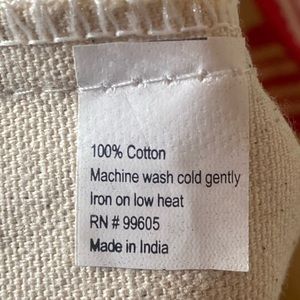 100% Cotton
Machine wash cold gently
Iron on low heat
RN # 99605
Made in India